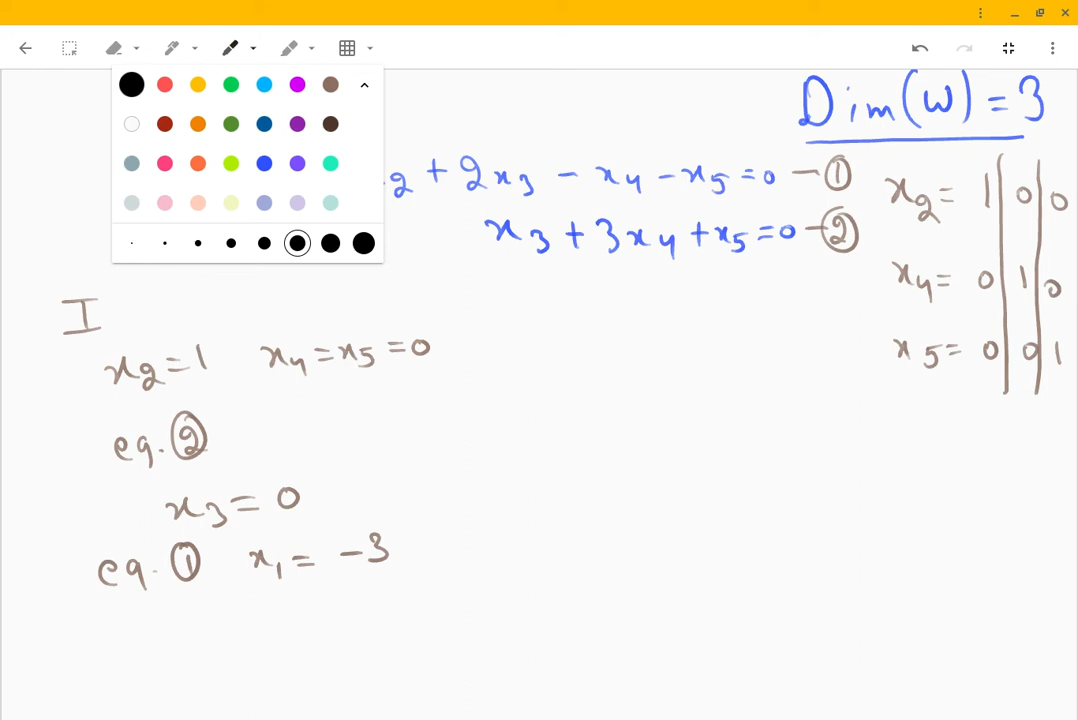 Dim(W) = 3
2 + 2x3 - x4 - x5 = 0 - ①
x3 + 3x4 + x5 = 0 - ②
x2 = 1 | 0 | 0
x4 = 0 | 1 | 0
x5 = 0 | 0 | 1
I
x2 = 1 x4 = x5 = 0
eq. ②
x3 = 0
eq. ① x1 = -3